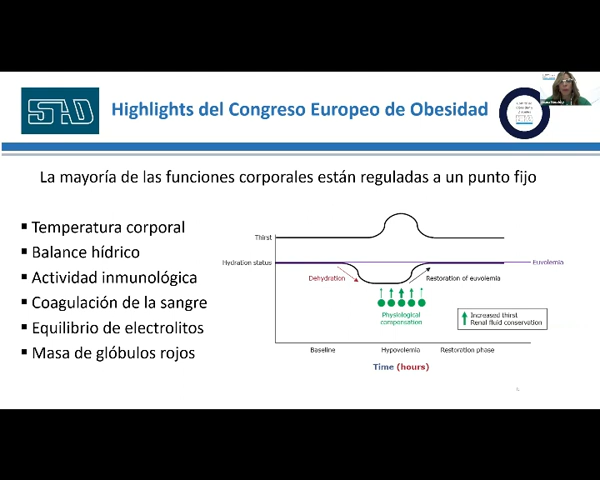 SAD
Highlights del Congreso Europeo de Obesidad
La mayoría de las funciones corporales están reguladas a un punto fijo
▪ Temperatura corporal
▪ Balance hídrico
▪ Actividad inmunológica
▪ Coagulación de la sangre
▪ Equilibrio de electrolitos
▪ Masa de glóbulos rojos
Thirst
Hydration status
Euvolemia
Dehydration
Restoration of euvolemia
Physiological
compensation
Increased thirst
Renal fluid conservation
Baseline
Hypovolemia
Restoration phase
Time (hours)